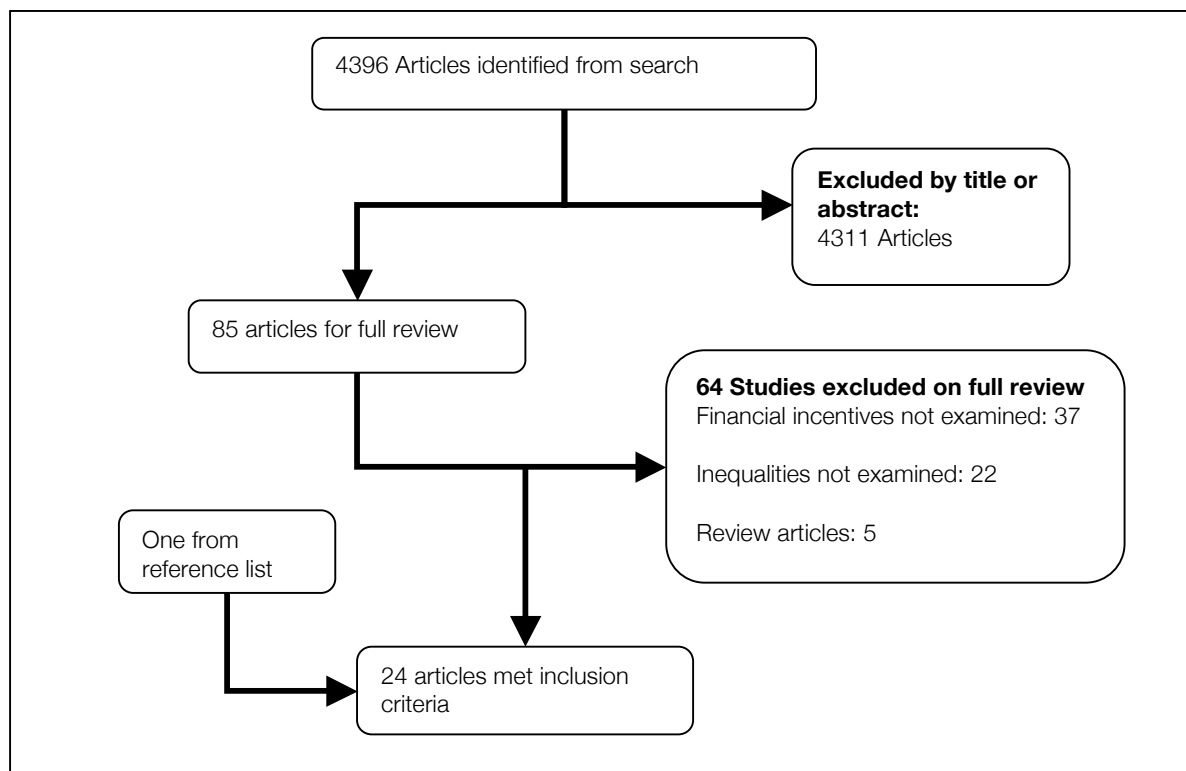 4396 Articles identified from search
Excluded by title or
abstract:
4311 Articles
85 articles for full review
64 Studies excluded on full review
Financial incentives not examined: 37
Inequalities not examined: 22
Review articles: 5
One from
reference list
24 articles met inclusion
criteria